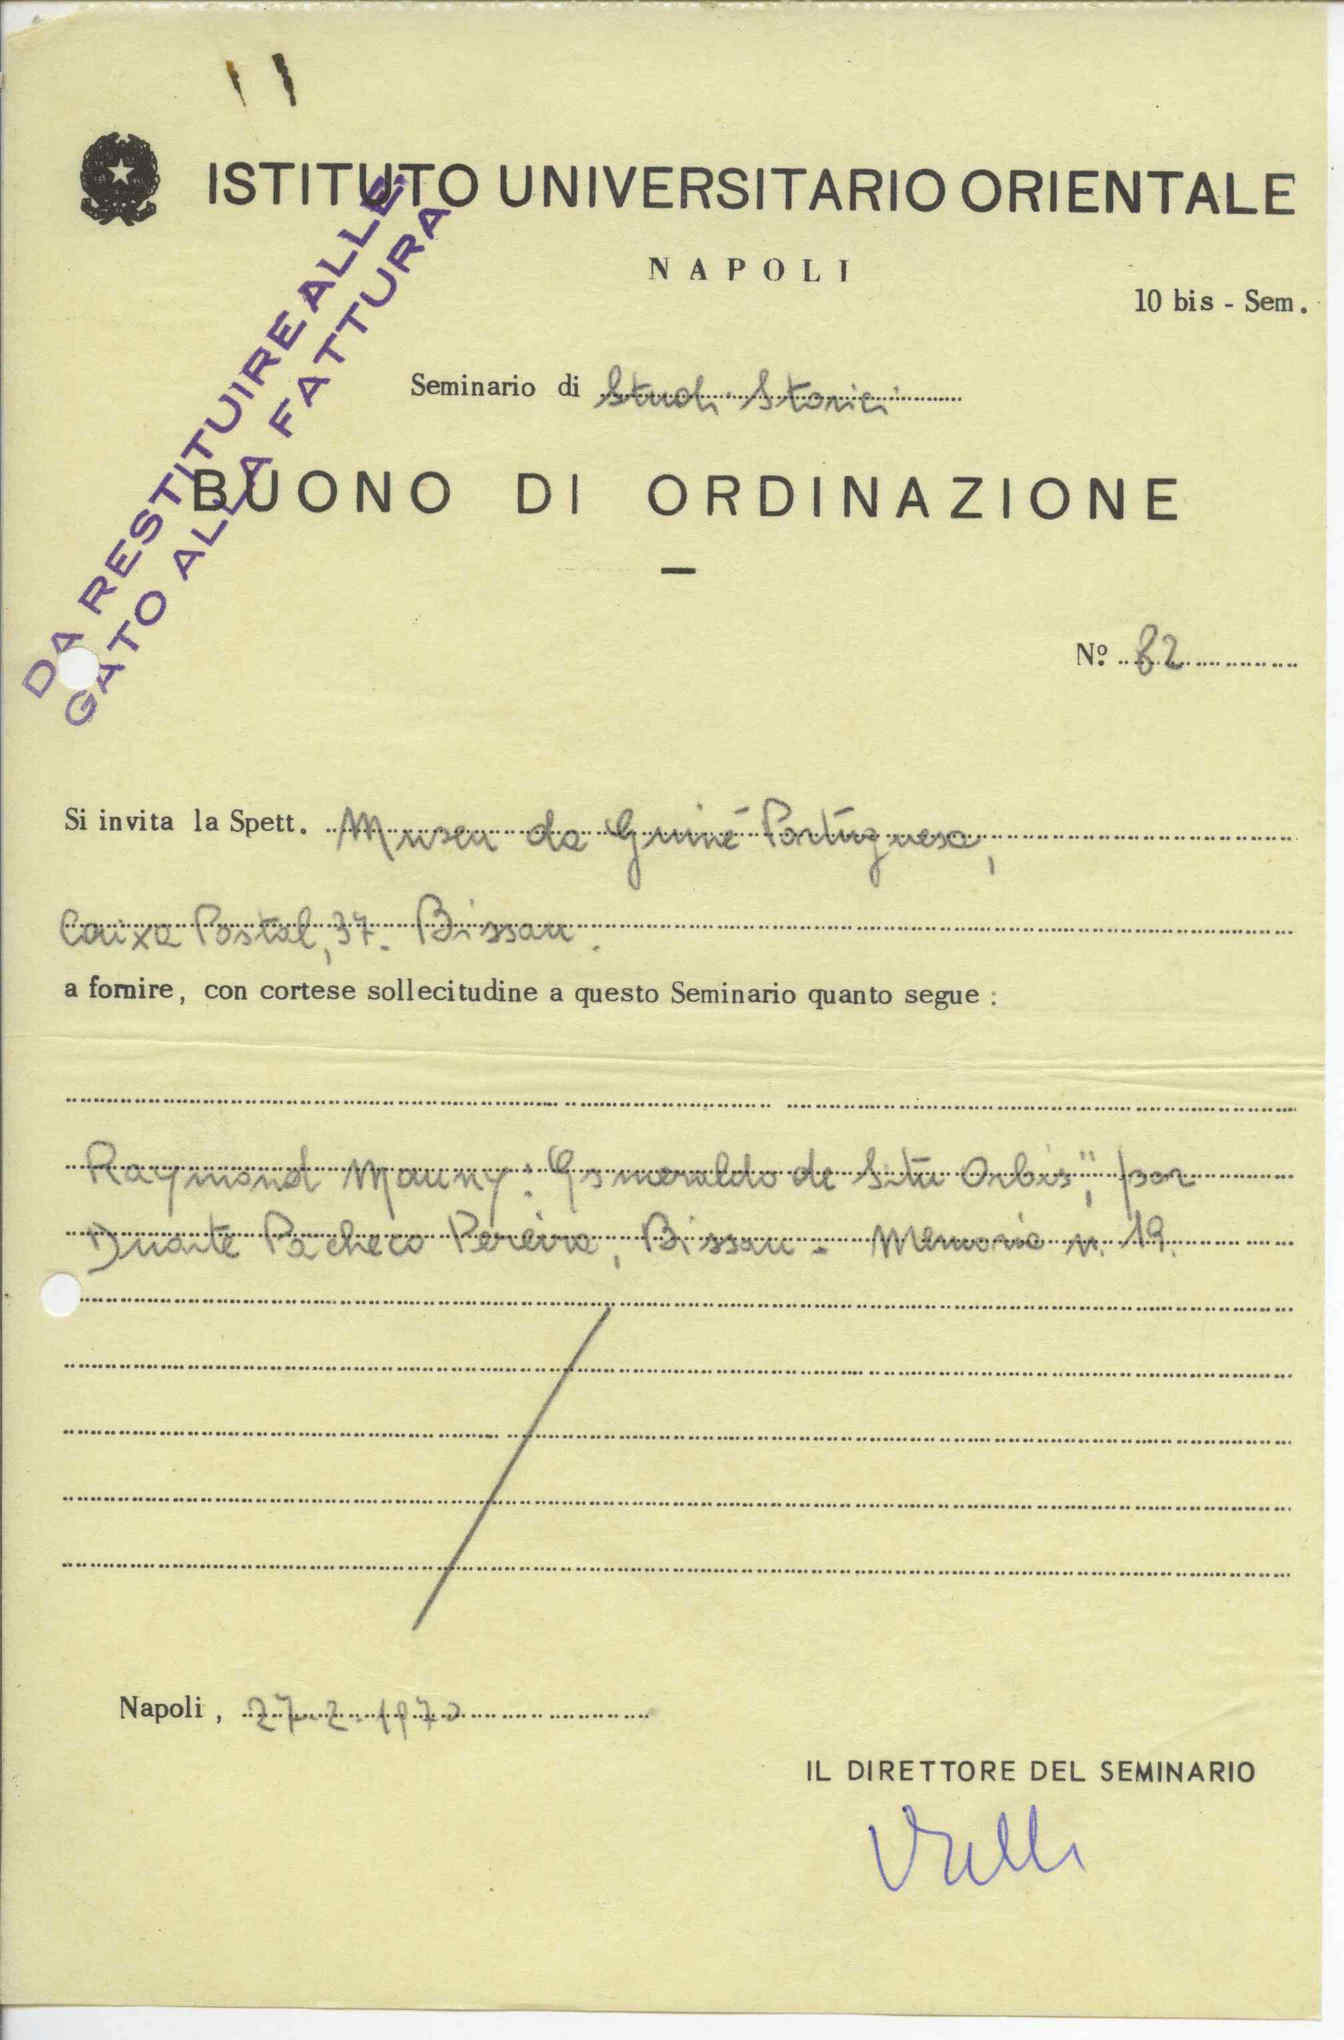 ISTITUTO UNIVERSITARIO ORIENTALE
NAPOLI
10 bis - Sem.
DA RESTITUIRE ALLE.
GATO ALLA FATTURA
Seminario di Studi Storici
BUONO DI ORDINAZIONE
Nº 82
Si invita la Spett. Museu da Guiné Portuguesa,
Caixa Postal, 37. Bissau.
a fornire, con cortese sollecitudine a questo Seminario quanto segue :
Raymond Mauny: Esmeraldo de Situ Orbis", por
Duarte Pacheco Pereira, Bissau - Memoria n. 19.
Napoli, 27-2-1970
IL DIRETTORE DEL SEMINARIO